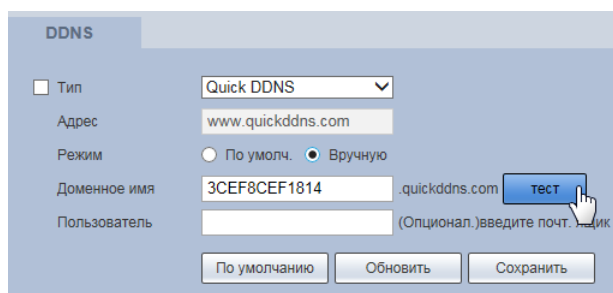 DDNS
Тип Quick DDNS
Адрес www.quickddns.com
Режим По умолч. Вручную
Доменное имя 3CEF8CEF1814 .quickddns.com тест
Пользователь (Опционал.)введите почт.
По умолчанию Обновить Сохранить